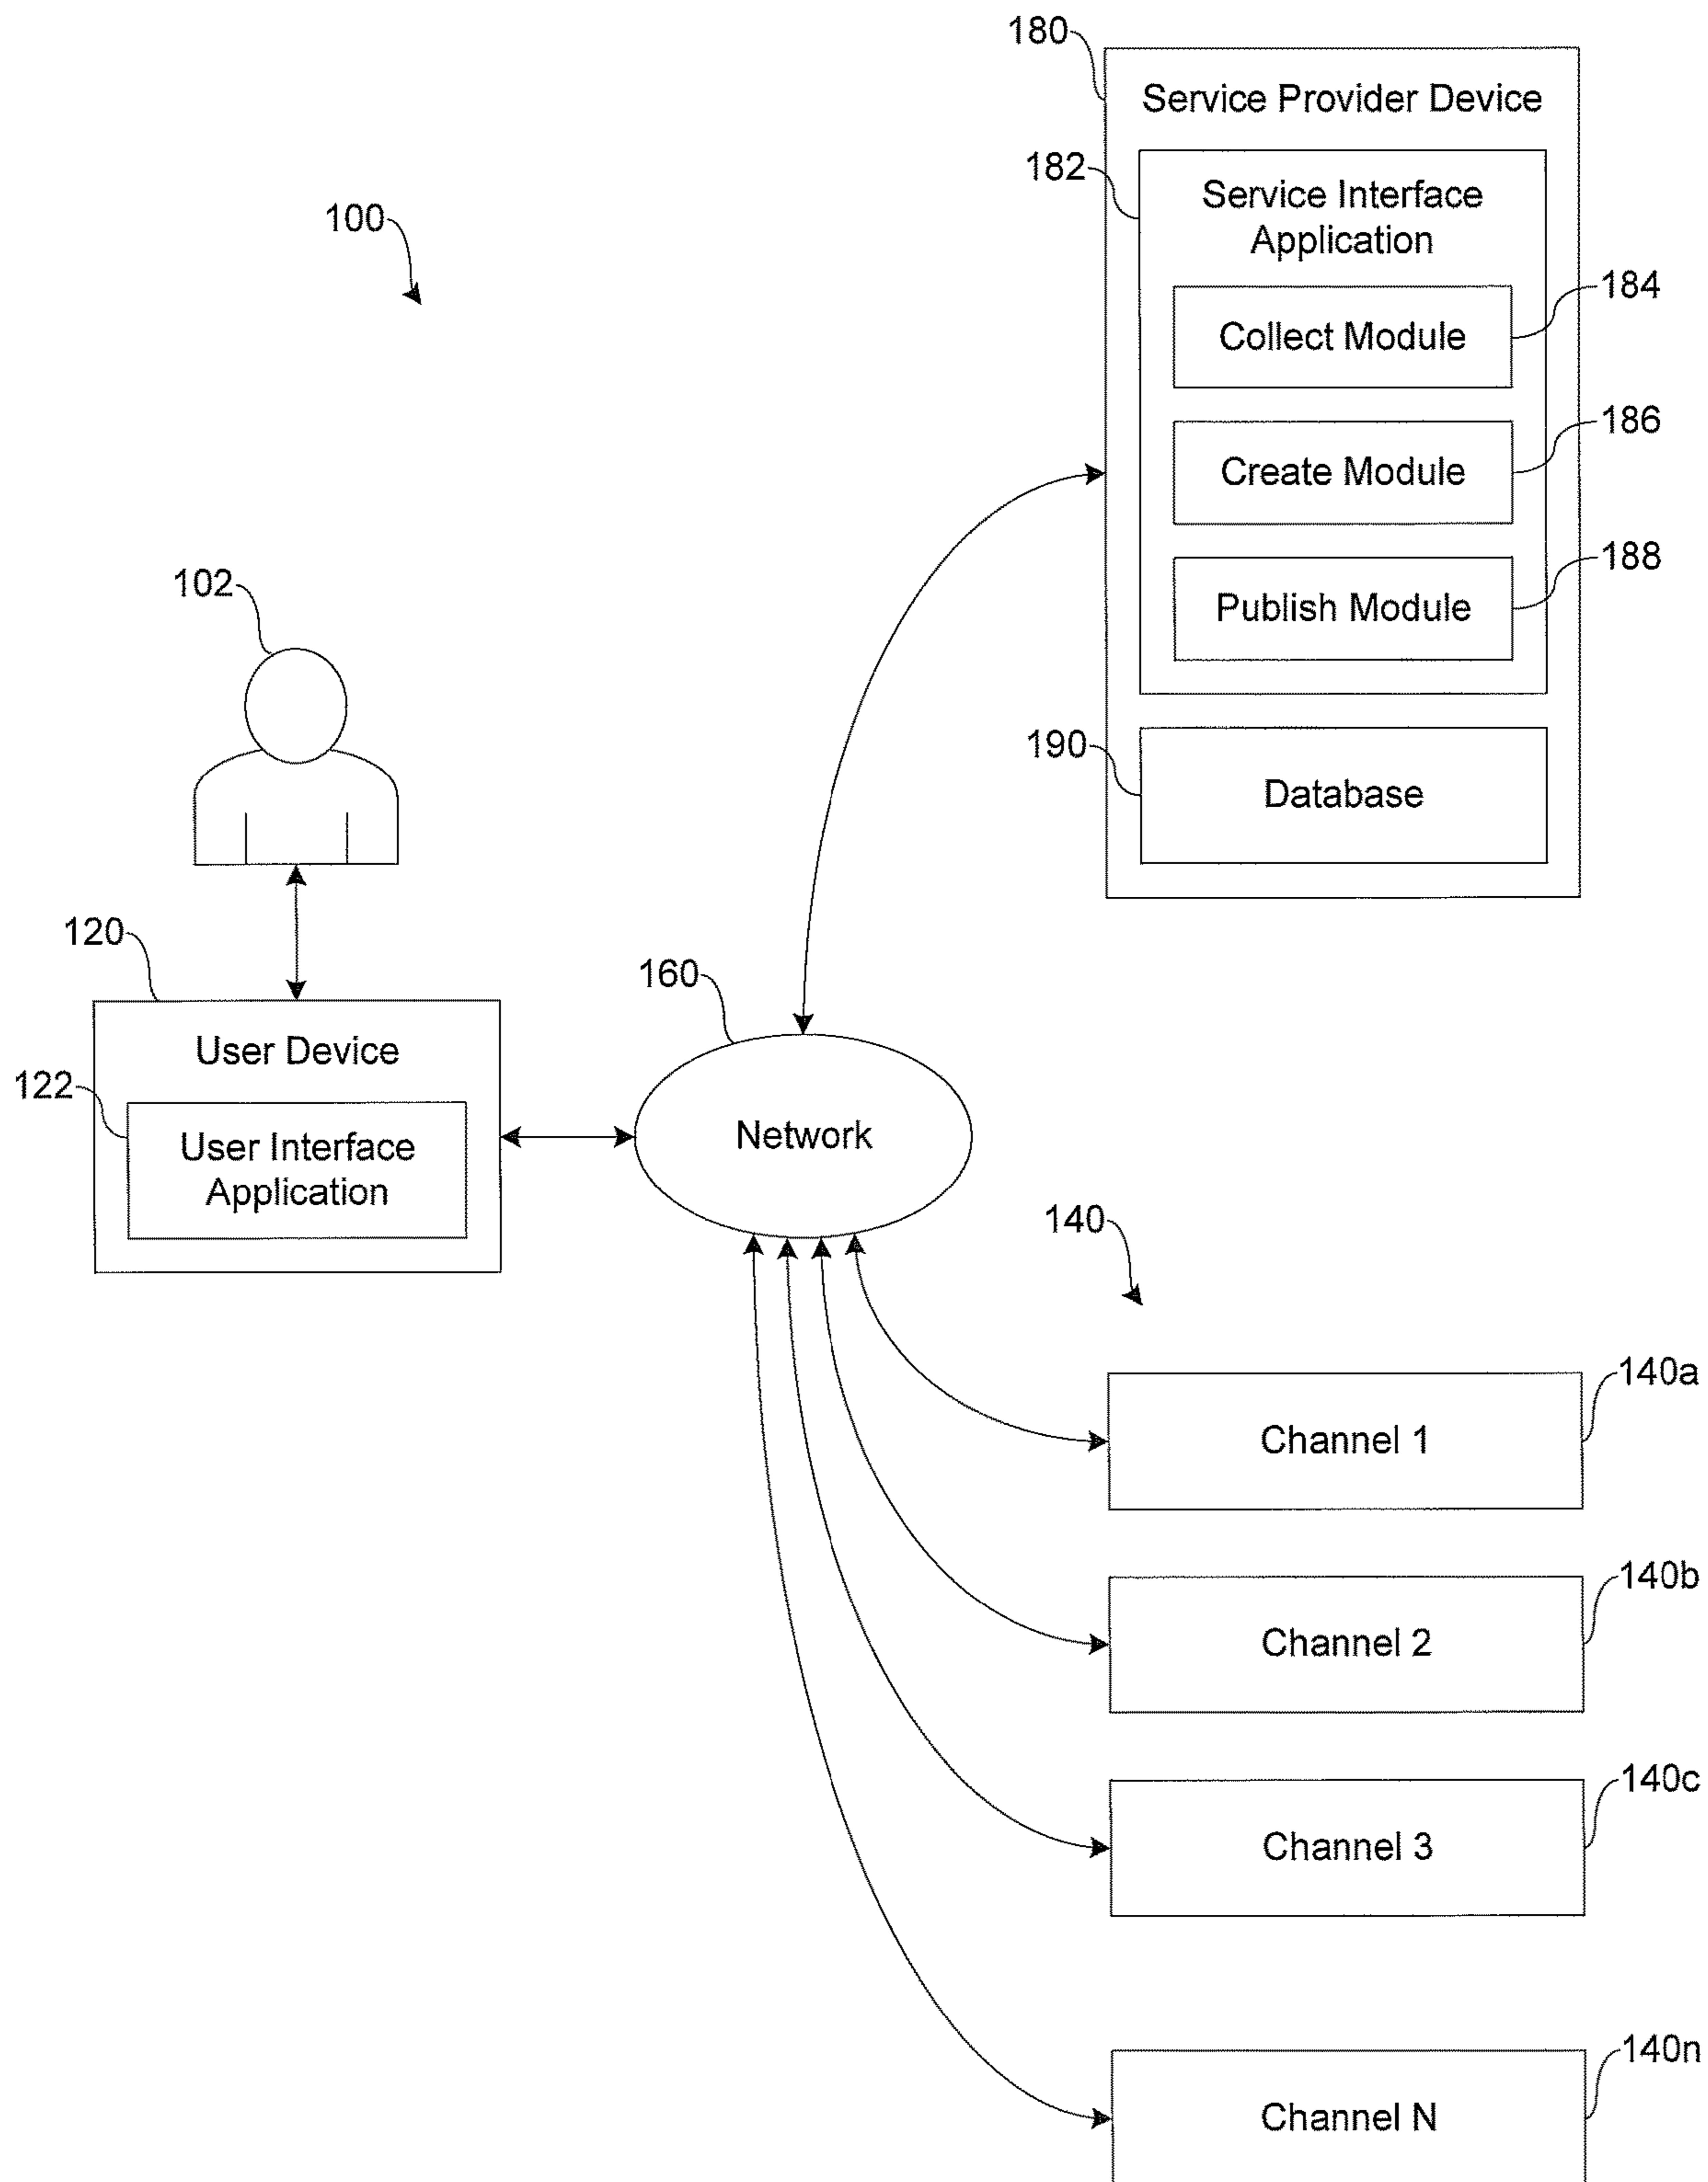 180
Service Provider Device
182
Service Interface
Application
100
184
Collect Module
186
Create Module
188
Publish Module
102
190
Database
120
160
User Device
122
User Interface
Application
Network
140
140a
Channel 1
140b
Channel 2
140c
Channel 3
140n
Channel N